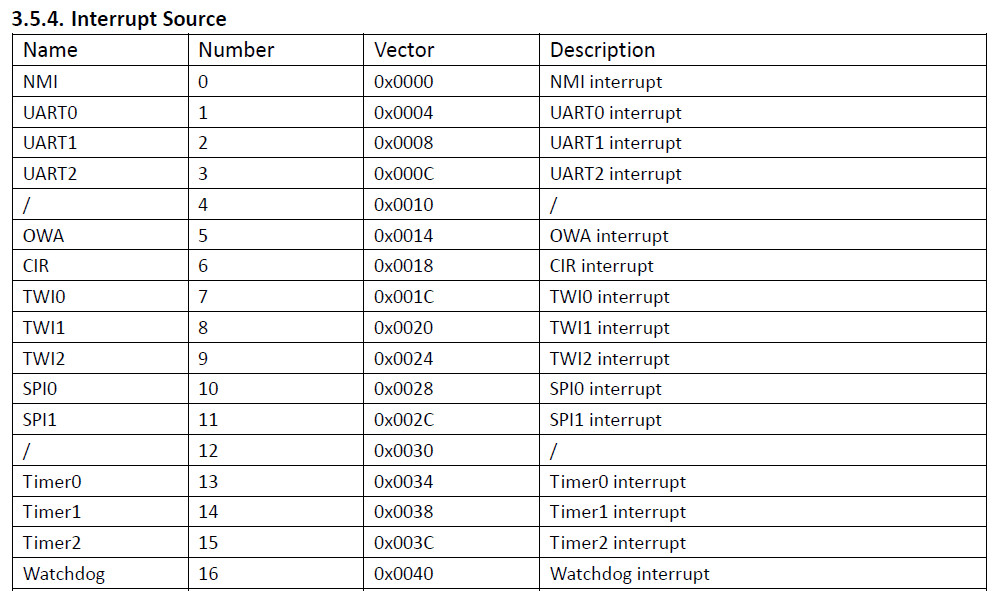 3.5.4. Interrupt Source
Name Number Vector Description
NMI 0 0x0000 NMI interrupt
UART0 1 0x0004 UART0 interrupt
UART1 2 0x0008 UART1 interrupt
UART2 3 0x000C UART2 interrupt
/ 4 0x0010 /
OWA 5 0x0014 OWA interrupt
CIR 6 0x0018 CIR interrupt
TWI0 7 0x001C TWI0 interrupt
TWI1 8 0x0020 TWI1 interrupt
TWI2 9 0x0024 TWI2 interrupt
SPI0 10 0x0028 SPI0 interrupt
SPI1 11 0x002C SPI1 interrupt
/ 12 0x0030 /
Timer0 13 0x0034 Timer0 interrupt
Timer1 14 0x0038 Timer1 interrupt
Timer2 15 0x003C Timer2 interrupt
Watchdog 16 0x0040 Watchdog interrupt